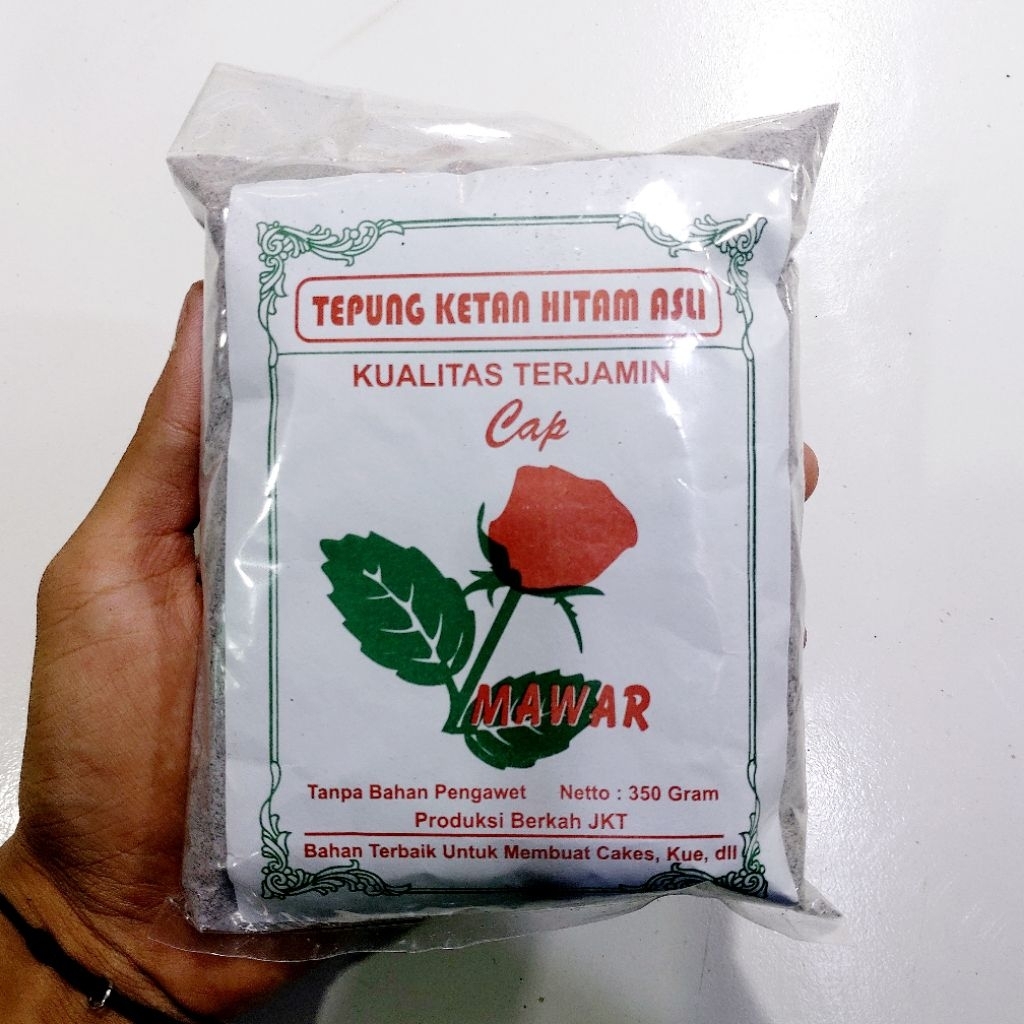 TEPUNG KETAN HITAM ASLI
KUALITAS TERJAMIN
Cap
MAWAR
Tanpa Bahan Pengawet Netto : 350 Gram
Produksi Berkah JKT
Bahan Terbaik Untuk Membuat Cakes, Kue, dll